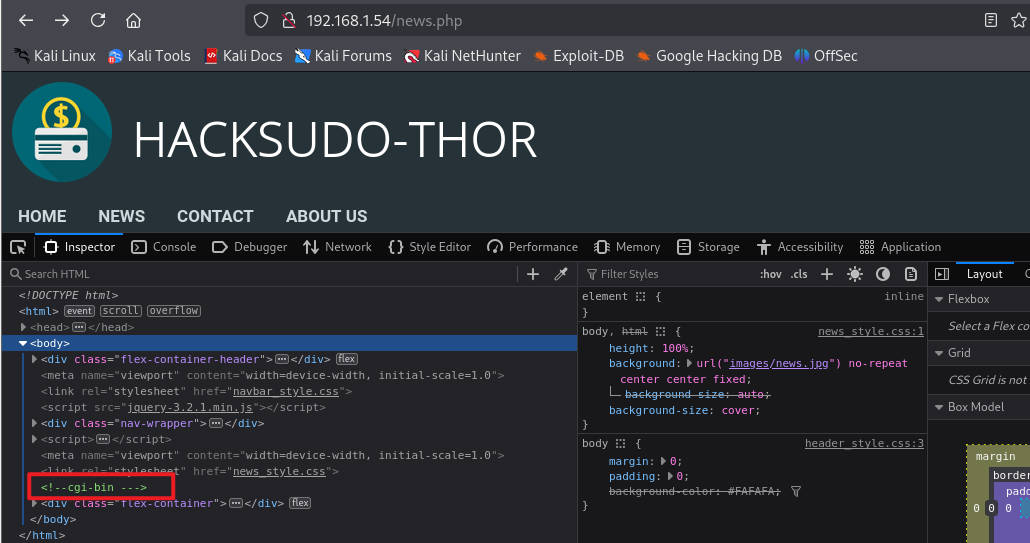 192.168.1.54/news.php
Kali Linux Kali Tools Kali Docs Kali Forums Kali NetHunter Exploit-DB Google Hacking DB OffSec
$
HACKSUDO-THOR
HOME NEWS CONTACT ABOUT US
Inspector Console Debugger Network Style Editor Performance Memory Storage Accessibility Application
Search HTML
<!DOCTYPE html>
<html> event scroll overflow
<head> ··· </head>
<body>
<div class="flex-container-header"> ··· </div> flex
<meta name="viewport" content="width=device-width, initial-scale=1.0">
<link rel="stylesheet" href="navbar_style.css">
<script src="jquery-3.2.1.min.js"></script>
<div class="nav-wrapper"> ··· </div>
<script> ··· </script>
<meta name="viewport" content="width=device-width, initial-scale=1.0">
<link rel="stylesheet" href="news_style.css">
<!--cgi-bin --->
<div class="flex-container"> ··· </div> flex
</body>
</html>
Filter Styles :hov .cls
element { inline
}
body, html { news_style.css:1
height: 100%;
background: url("images/news.jpg") no-repeat
center center fixed;
background-size: auto;
background-size: cover;
}
body { header_style.css:3
margin: 0;
padding: 0;
background-color: #FAFAFA;
}
Layout
Flexbox
Select a Flex co
Grid
CSS Grid is not
Box Model
margin
border
padd
0 0 0